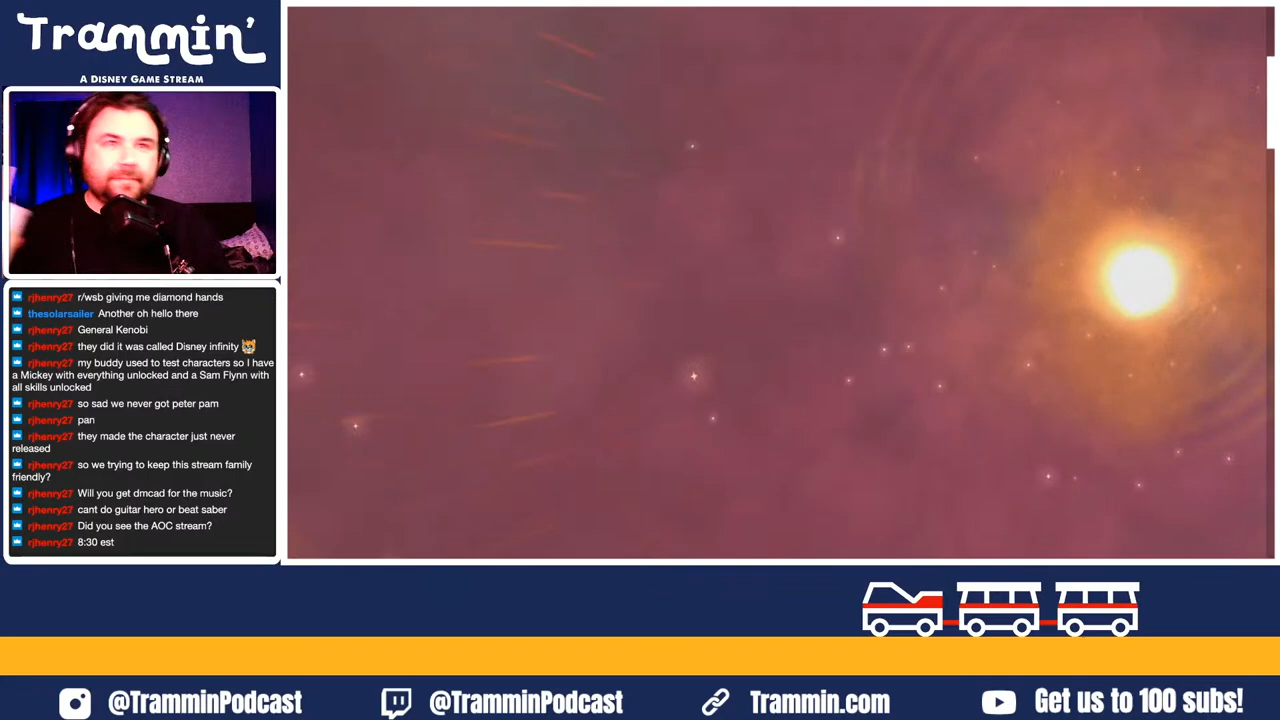 Trammin'
A DISNEY GAME STREAM
rjhenry27 r/wsb giving me diamond hands
thesolarsailer Another oh hello there
rjhenry27 General Kenobi
rjhenry27 they did it was called Disney infinity
rjhenry27 my buddy used to test characters so I have
a Mickey with everything unlocked and a Sam Flynn with
all skills unlocked
rjhenry27 so sad we never got peter pam
rjhenry27 pan
rjhenry27 they made the character just never
released
rjhenry27 so we trying to keep this stream family
friendly?
rjhenry27 Will you get dmcad for the music?
rjhenry27 cant do guitar hero or beat saber
rjhenry27 Did you see the AOC stream?
rjhenry27 8:30 est
@TramminPodcast @TramminPodcast Trammin.com Get us to 100 subs!